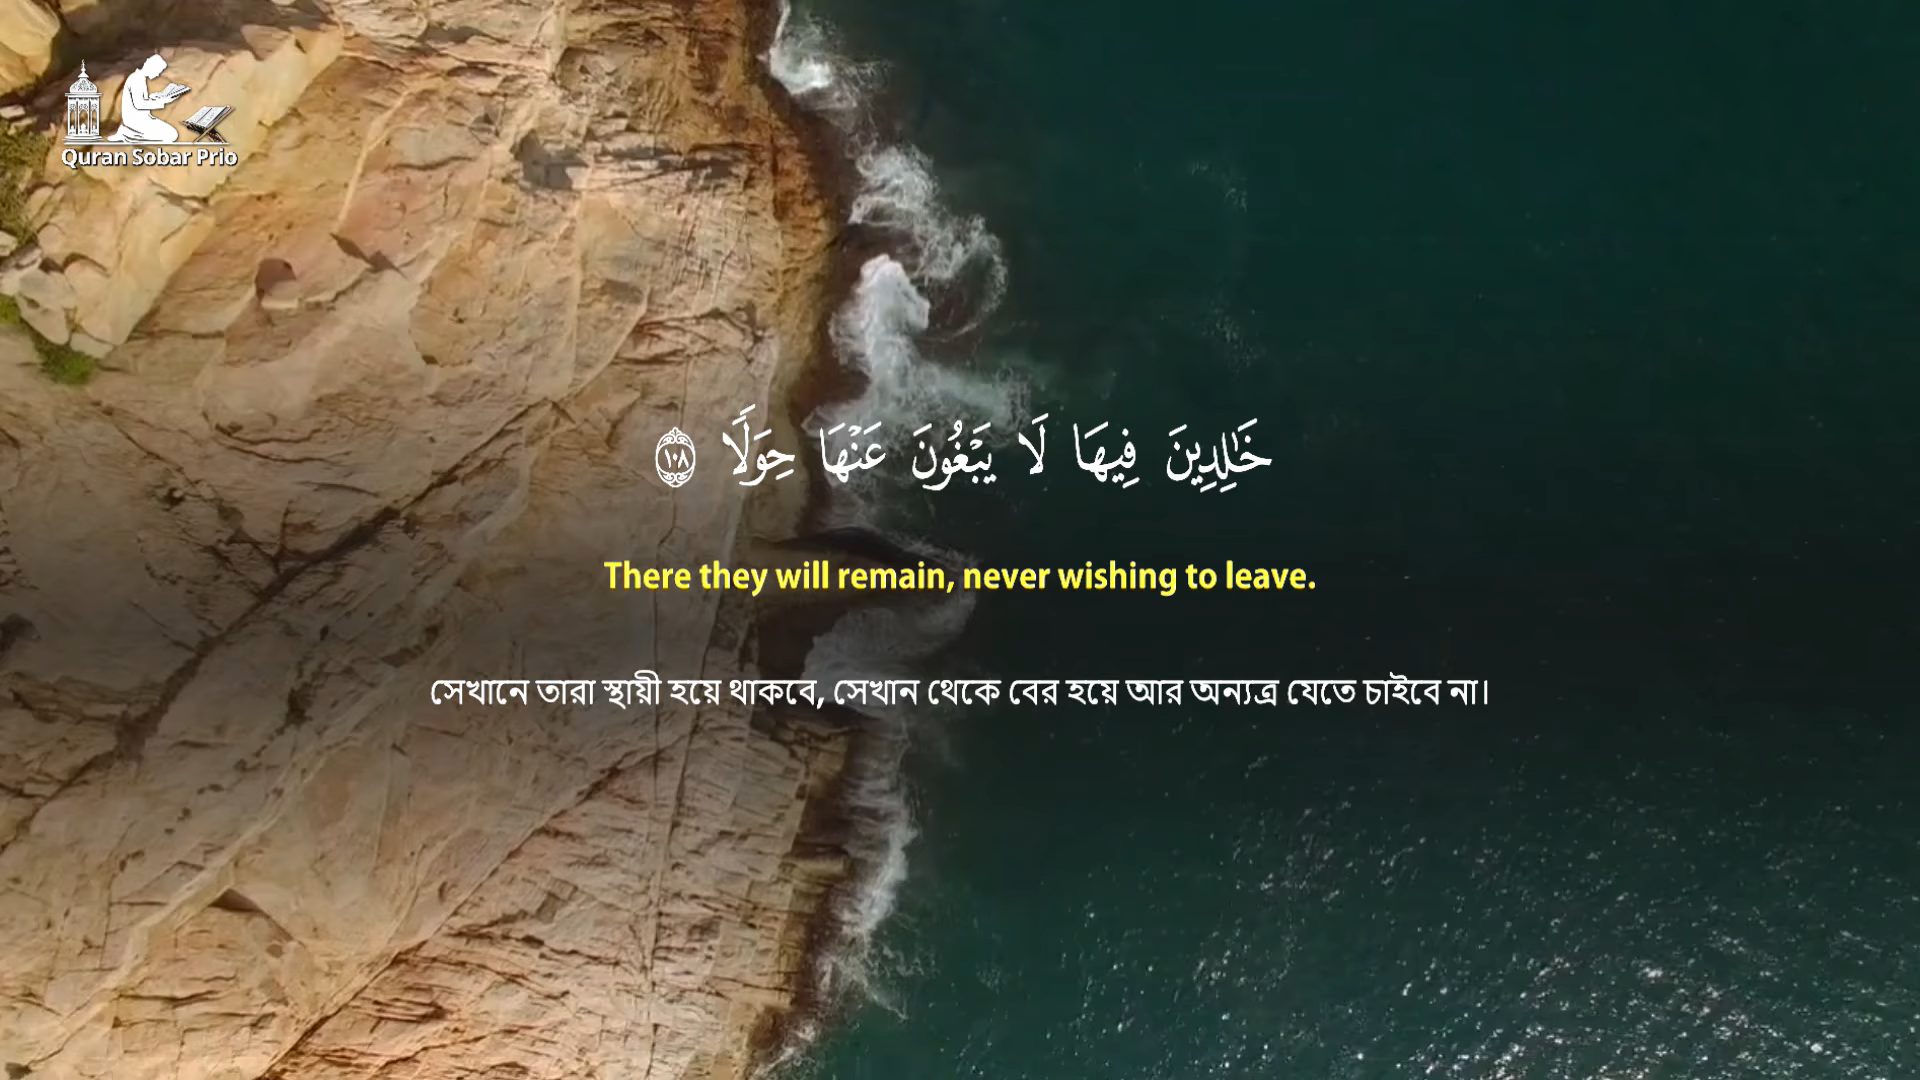 Quran Sobar Prio
خَٰلِدِينَ فِيهَا لَا يَبْغُونَ عَنْهَا حِوَلًا ۝١٠٨
There they will remain, never wishing to leave.
সেখানে তারা স্থায়ী হয়ে থাকবে, সেখান থেকে বের হয়ে আর অন্যত্র যেতে চাইবে না।